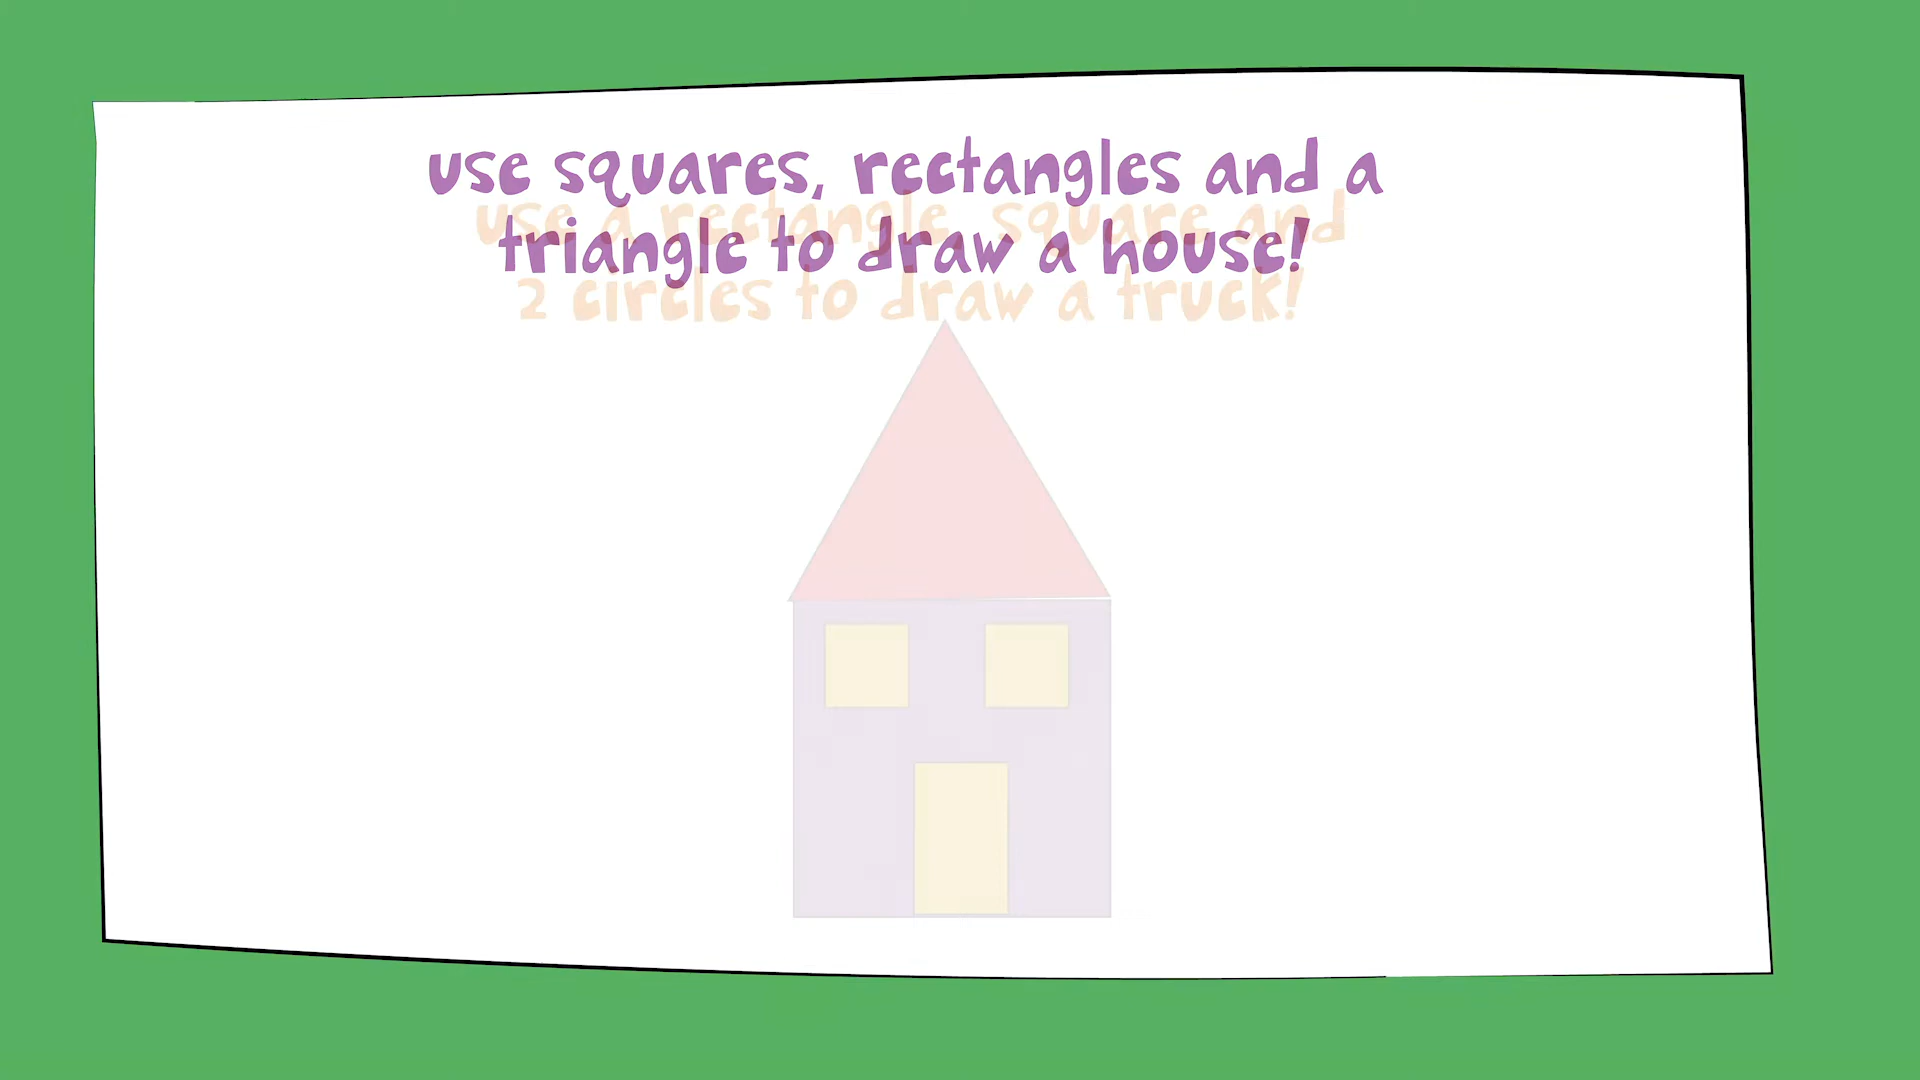 use squares, rectangles and a
triangle to draw a house!
use a rectangle, square and
2 circles to draw a truck!